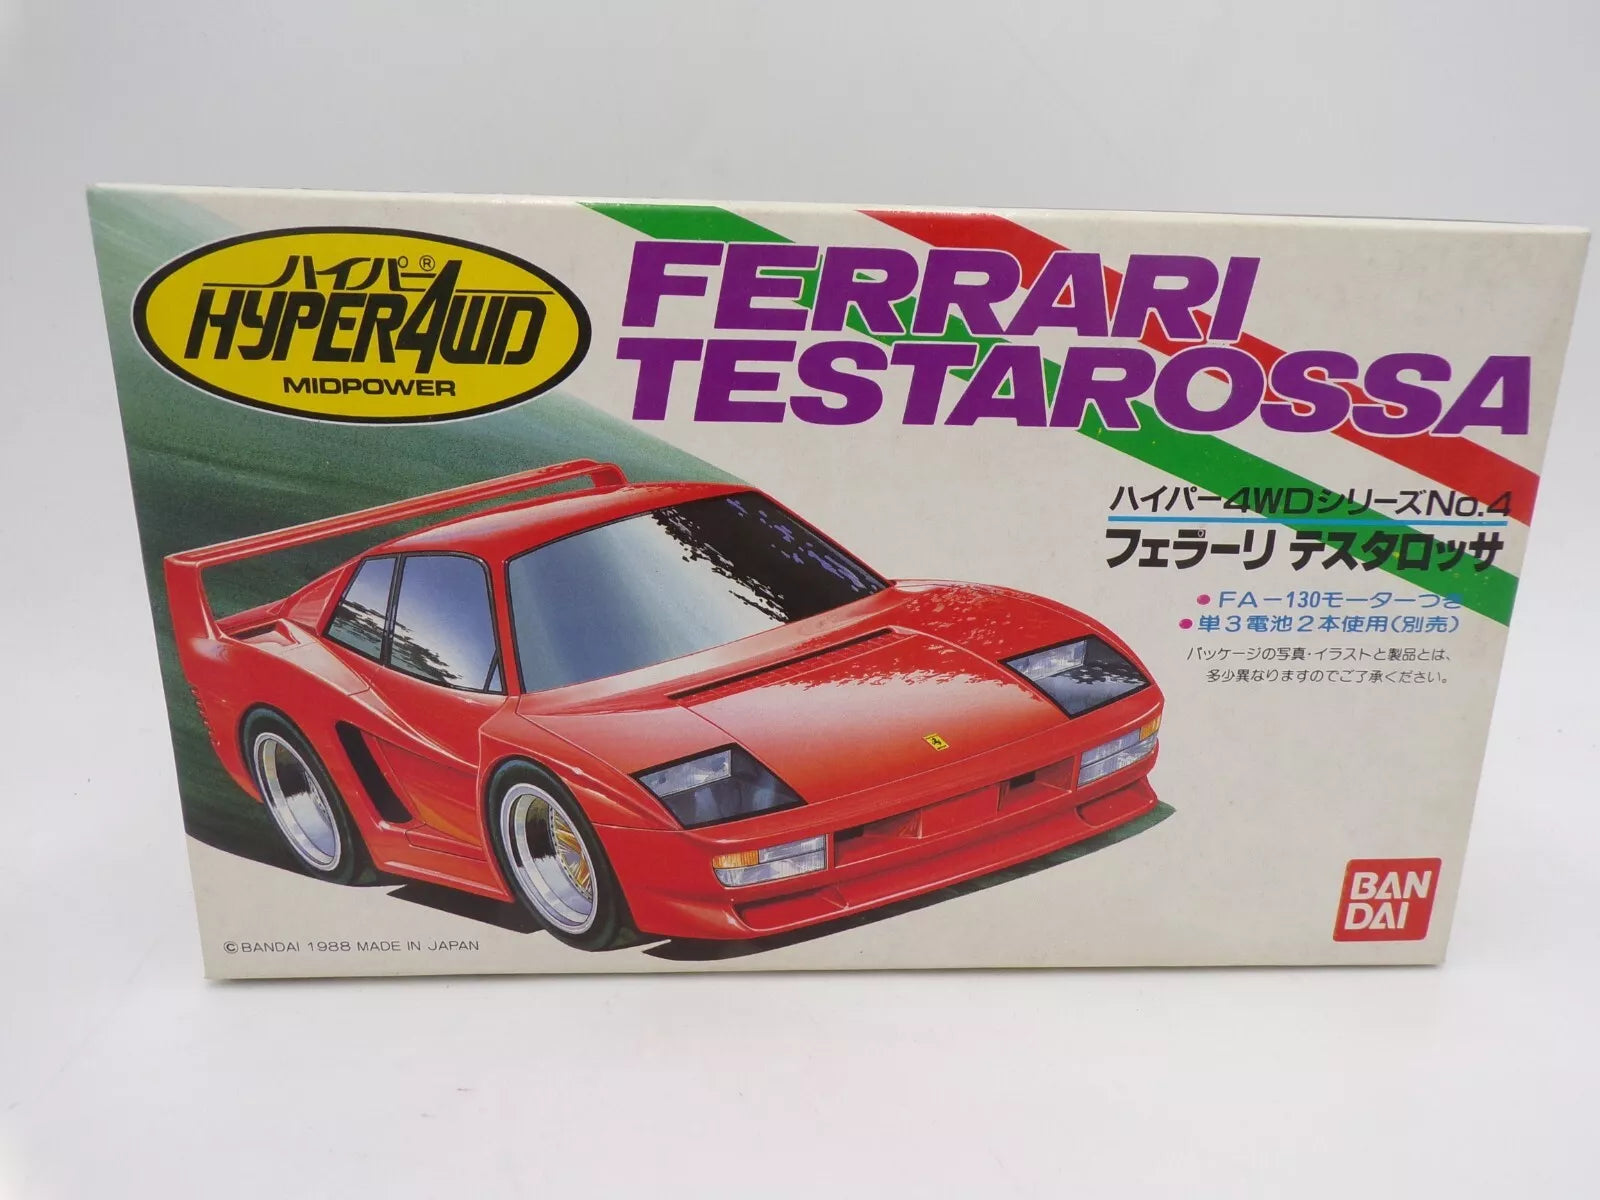 ハイパー®
HYPER4WD
MIDPOWER
FERRARI
TESTAROSSA
ハイパー4WDシリーズNo.4
フェラーリ テスタロッサ
●FA-130モーターつき
●単3電池2本使用(別売)
パッケージの写真・イラストと製品とは、
多少異なりますのでご了承ください。
BAN
DAI
©BANDAI 1988 MADE IN JAPAN